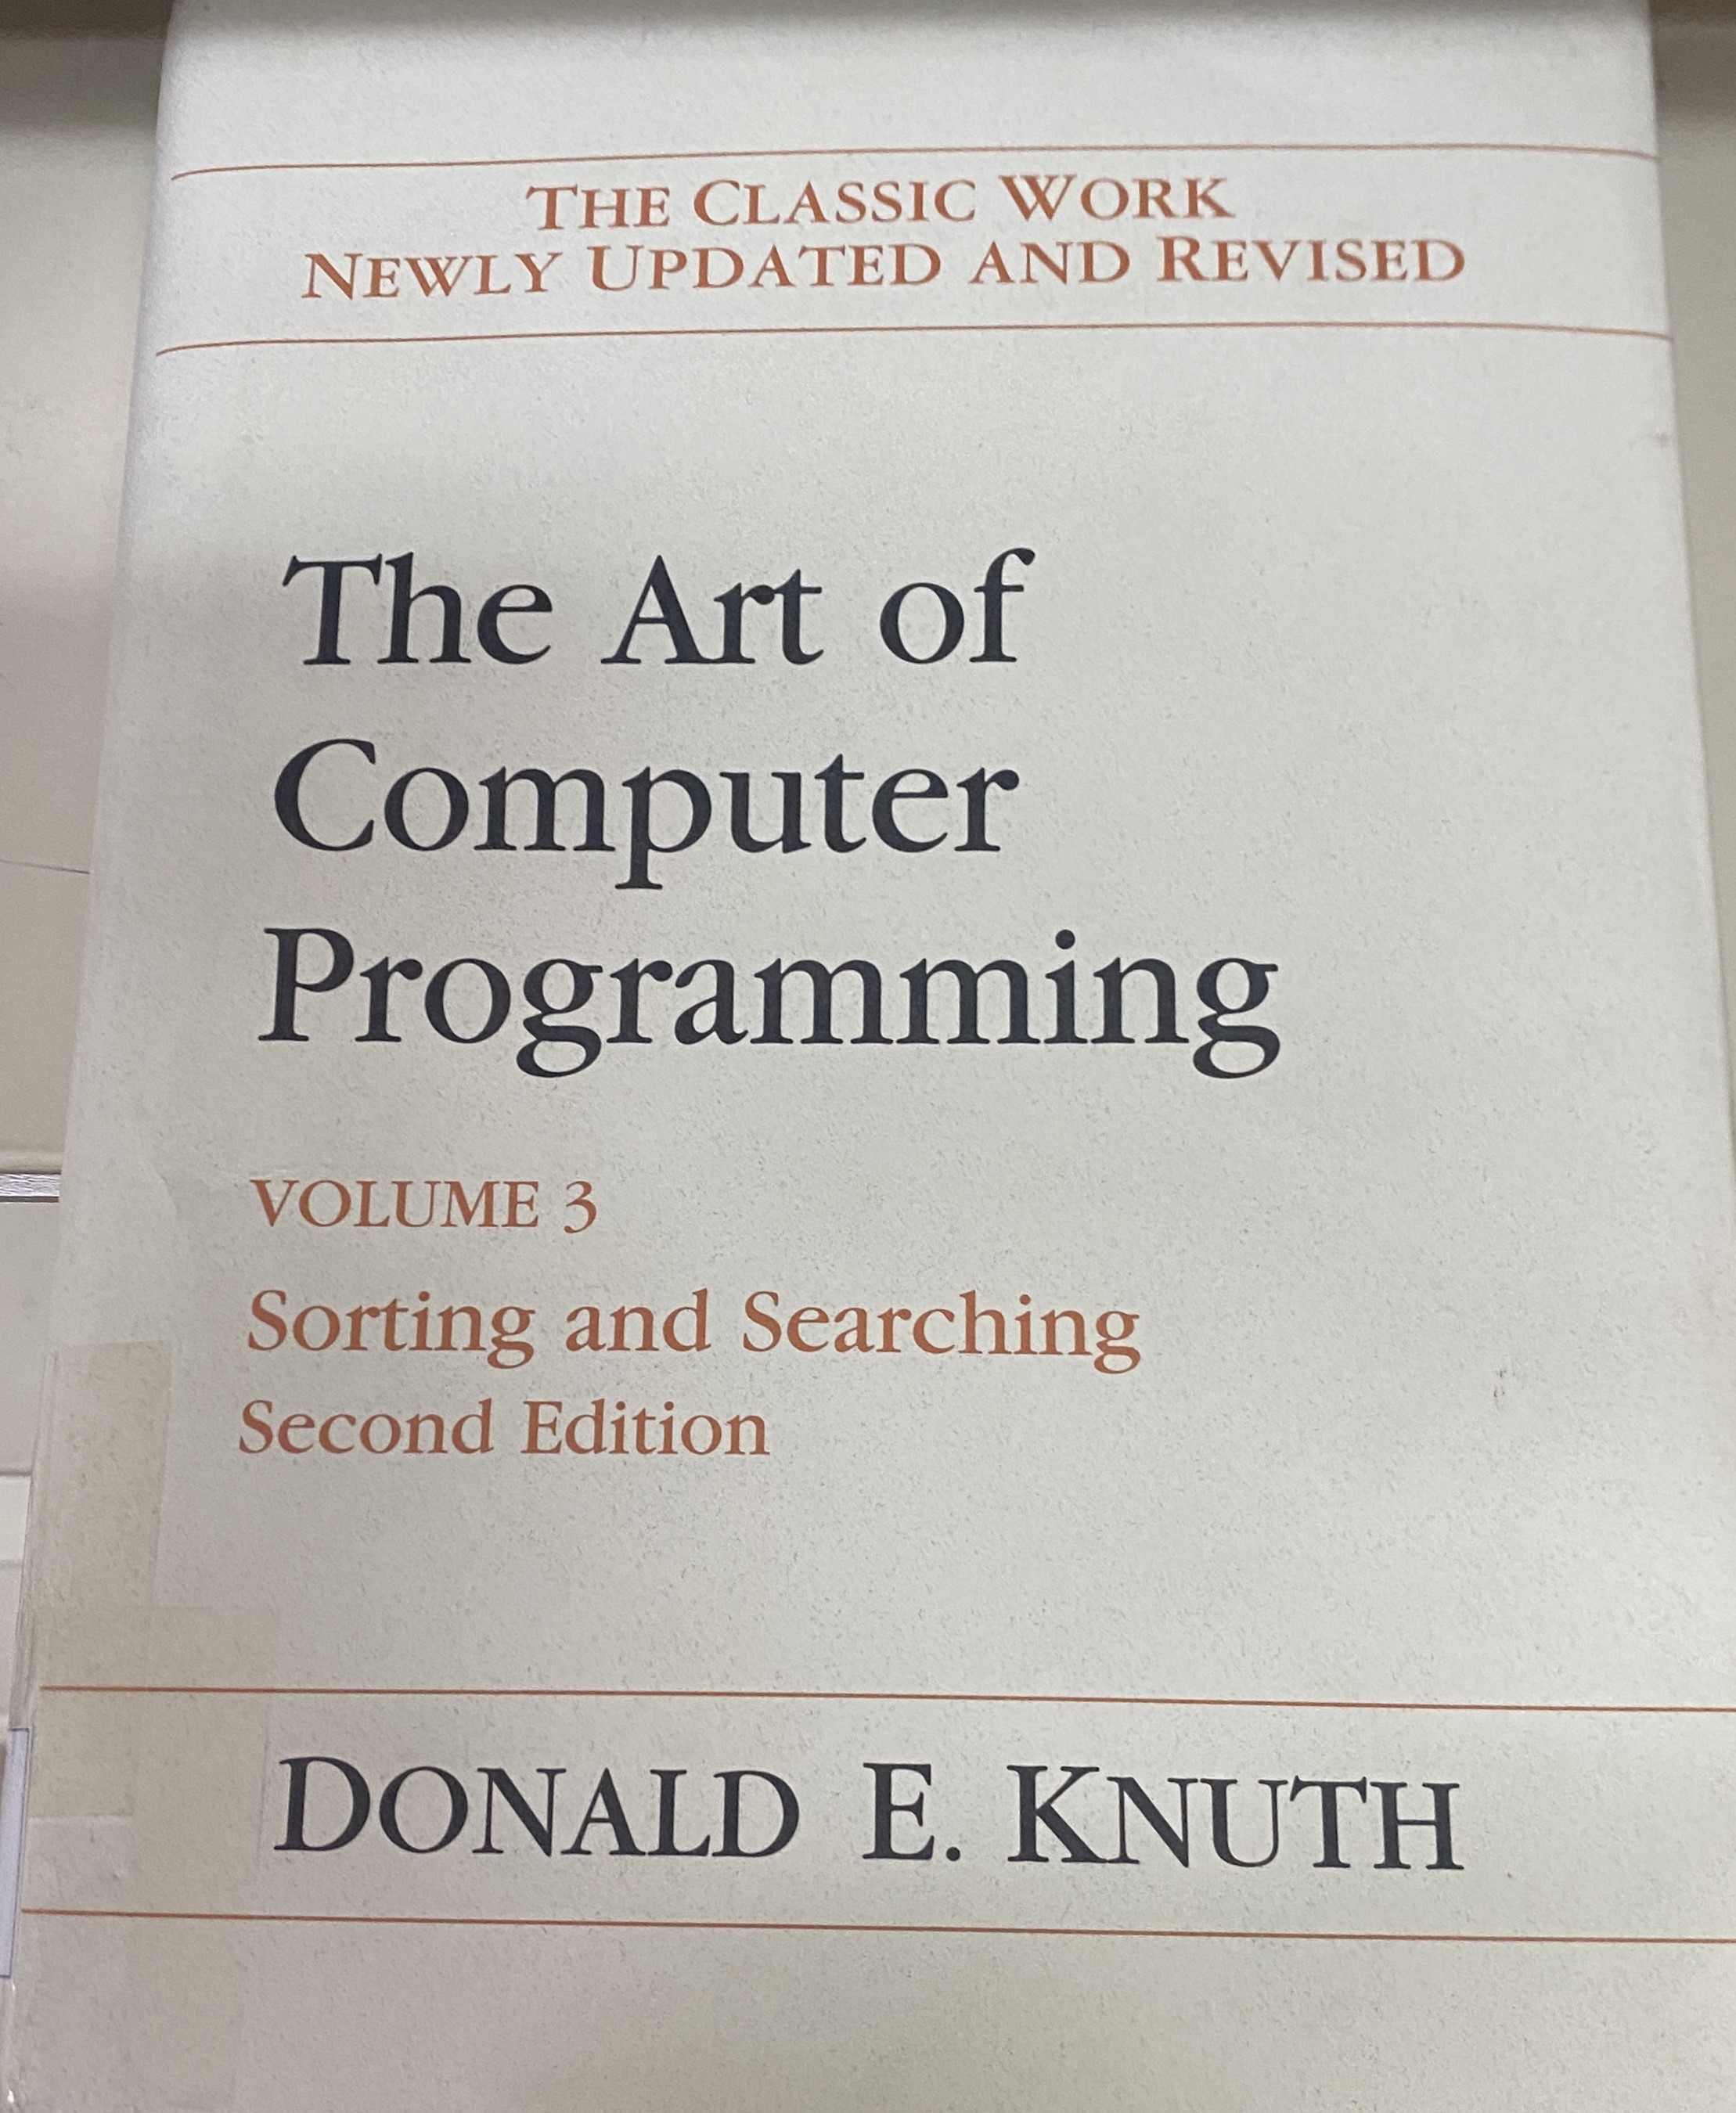 THE CLASSIC WORK
NEWLY UPDATED AND REVISED
The Art of
Computer
Programming
VOLUME 3
Sorting and Searching
Second Edition
DONALD E. KNUTH